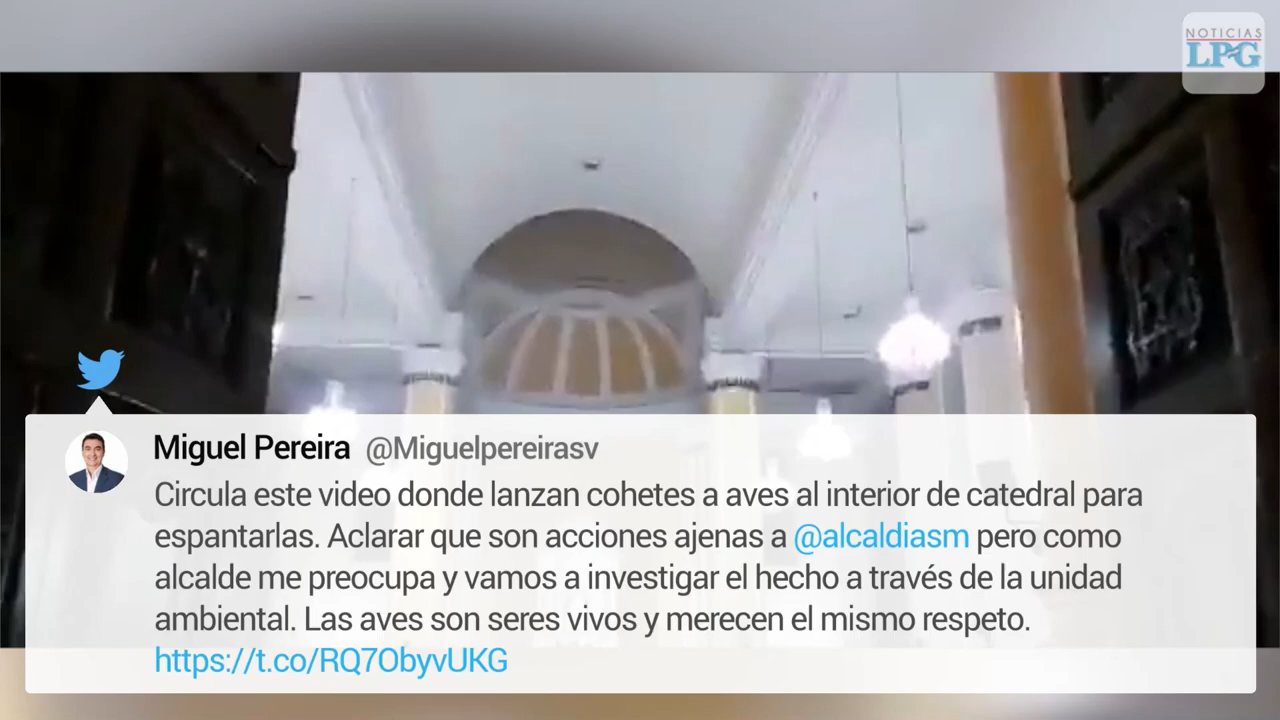 NOTICIAS
LPG
Miguel Pereira @Miguelpereirasv
Circula este video donde lanzan cohetes a aves al interior de catedral para
espantarlas. Aclarar que son acciones ajenas a @alcaldiasm pero como
alcalde me preocupa y vamos a investigar el hecho a través de la unidad
ambiental. Las aves son seres vivos y merecen el mismo respeto.
https://t.co/RQ7ObyvUKG